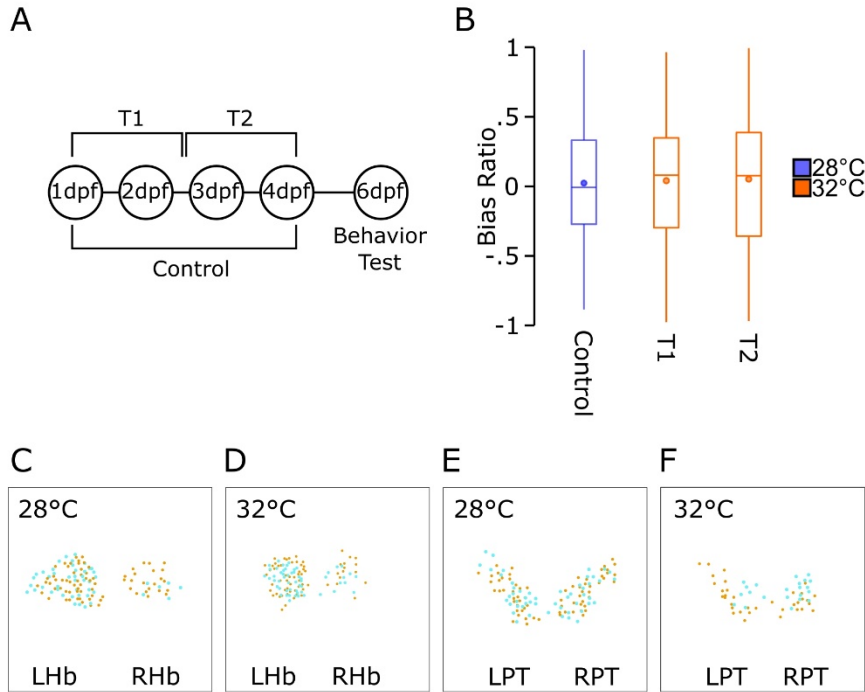 A
T1 T2
1dpf 2dpf 3dpf 4dpf 6dpf
Behavior
Test
Control
B
1
.5
0
-.5
-1
Bias Ratio
Control
T1
T2
28°C
32°C
C
28°C
LHb RHb
D
32°C
LHb RHb
E
28°C
LPT RPT
F
32°C
LPT RPT